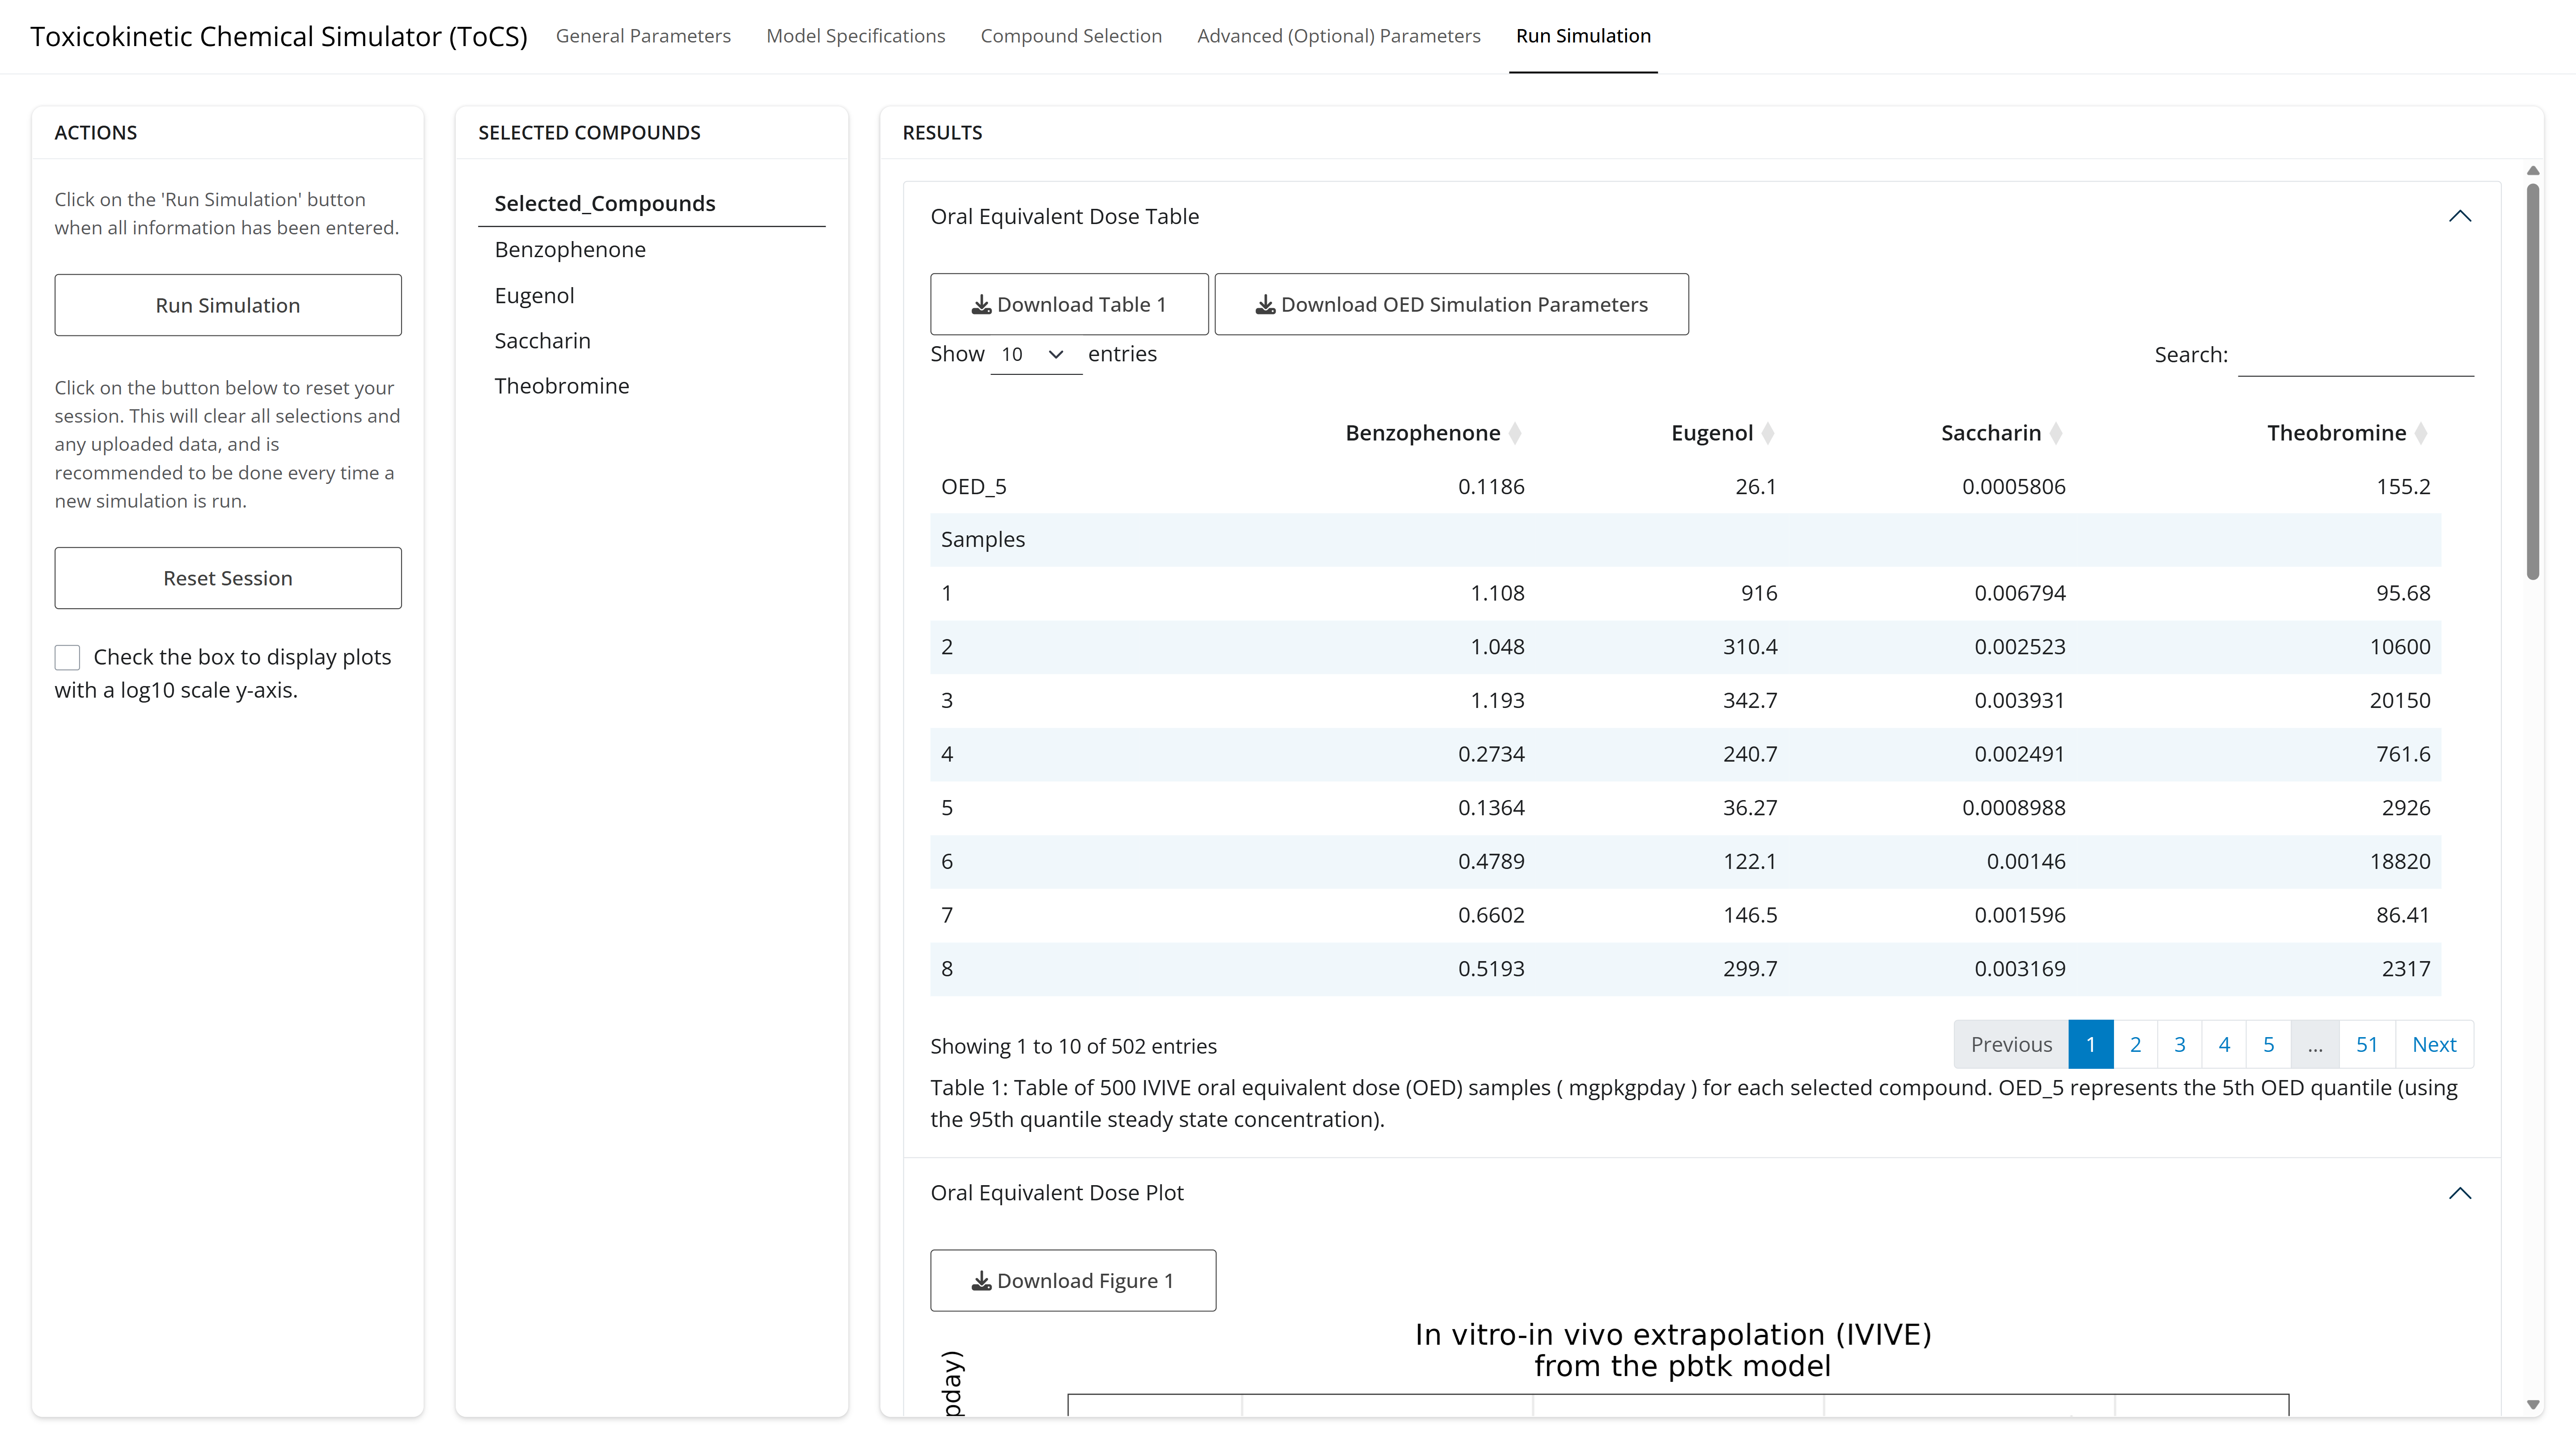 Toxicokinetic Chemical Simulator (ToCS) General Parameters Model Specifications Compound Selection Advanced (Optional) Parameters Run Simulation
ACTIONS
Click on the 'Run Simulation' button
when all information has been entered.
Run Simulation
Click on the button below to reset your
session. This will clear all selections and
any uploaded data, and is
recommended to be done every time a
new simulation is run.
Reset Session
Check the box to display plots
with a log10 scale y-axis.
SELECTED COMPOUNDS
Selected_Compounds
Benzophenone
Eugenol
Saccharin
Theobromine
RESULTS
Oral Equivalent Dose Table
Download Table 1 Download OED Simulation Parameters
Show 10 entries Search:
Benzophenone Eugenol Saccharin Theobromine
OED_5 0.1186 26.1 0.0005806 155.2
Samples
1 1.108 916 0.006794 95.68
2 1.048 310.4 0.002523 10600
3 1.193 342.7 0.003931 20150
4 0.2734 240.7 0.002491 761.6
5 0.1364 36.27 0.0008988 2926
6 0.4789 122.1 0.00146 18820
7 0.6602 146.5 0.001596 86.41
8 0.5193 299.7 0.003169 2317
Showing 1 to 10 of 502 entries Previous 1 2 3 4 5 ... 51 Next
Table 1: Table of 500 IVIVE oral equivalent dose (OED) samples ( mgpkgpday ) for each selected compound. OED_5 represents the 5th OED quantile (using
the 95th quantile steady state concentration).
Oral Equivalent Dose Plot
Download Figure 1
In vitro-in vivo extrapolation (IVIVE)
from the pbtk model
pday)